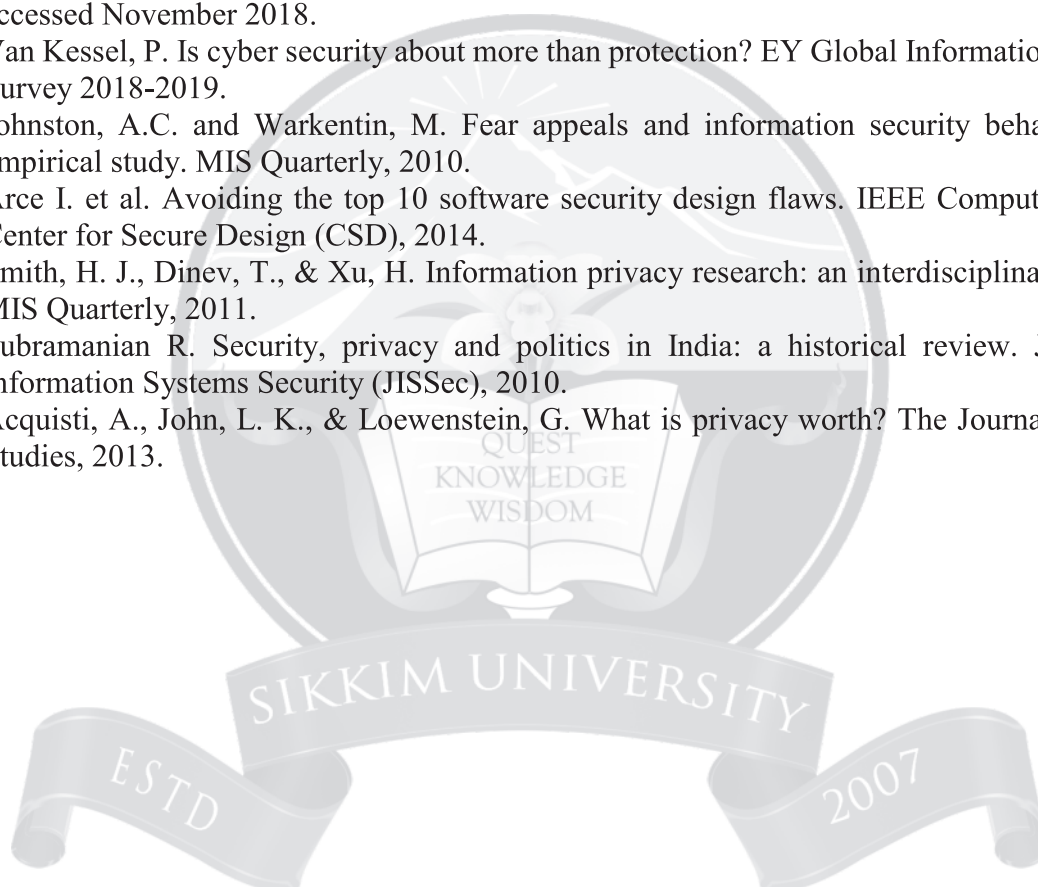 ccessed November 2018.
Van Kessel, P. Is cyber security about more than protection? EY Global Informatio
urvey 2018-2019.
ohnston, A.C. and Warkentin, M. Fear appeals and information security beha
mpirical study. MIS Quarterly, 2010.
Arce I. et al. Avoiding the top 10 software security design flaws. IEEE Comput
Center for Secure Design (CSD), 2014.
mith, H. J., Dinev, T., & Xu, H. Information privacy research: an interdisciplina
MIS Quarterly, 2011.
ubramanian R. Security, privacy and politics in India: a historical review. J
nformation Systems Security (JISSec), 2010.
Acquisti, A., John, L. K., & Loewenstein, G. What is privacy worth? The Journa
tudies, 2013.
QUEST
KNOWLEDGE
WISDOM
SIKKIM UNIVERSITY
ESTD
2007